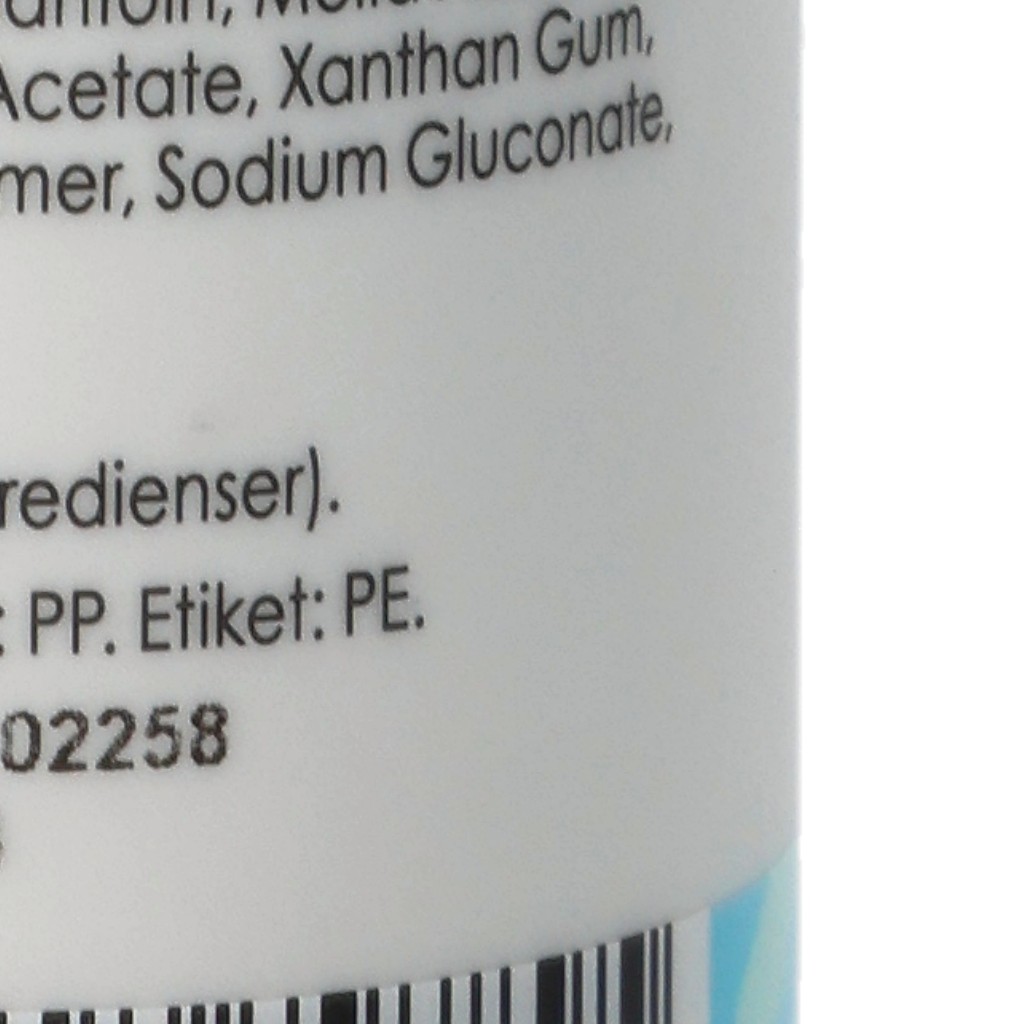 Acetate, Xanthan Gum,
mer, Sodium Gluconate,
redienser).
: PP. Etiket: PE.
02258